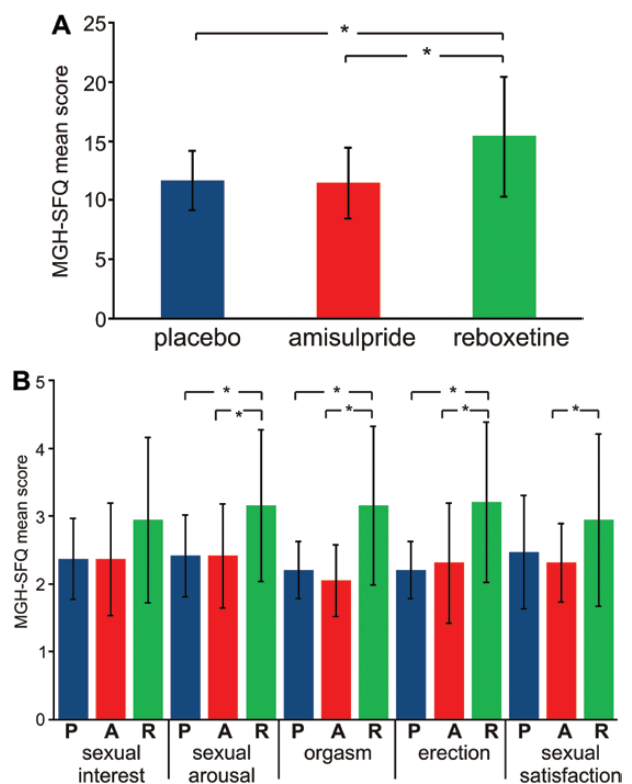 A
MGH-SFQ mean score
25
20
15
10
5
0
*
*
placebo amisulpride reboxetine
B
MGH-SFQ mean score
5
4
3
2
1
0
* * *
* * * *
P A R P A R P A R P A R P A R
sexual interest
sexual arousal
orgasm
erection
sexual satisfaction